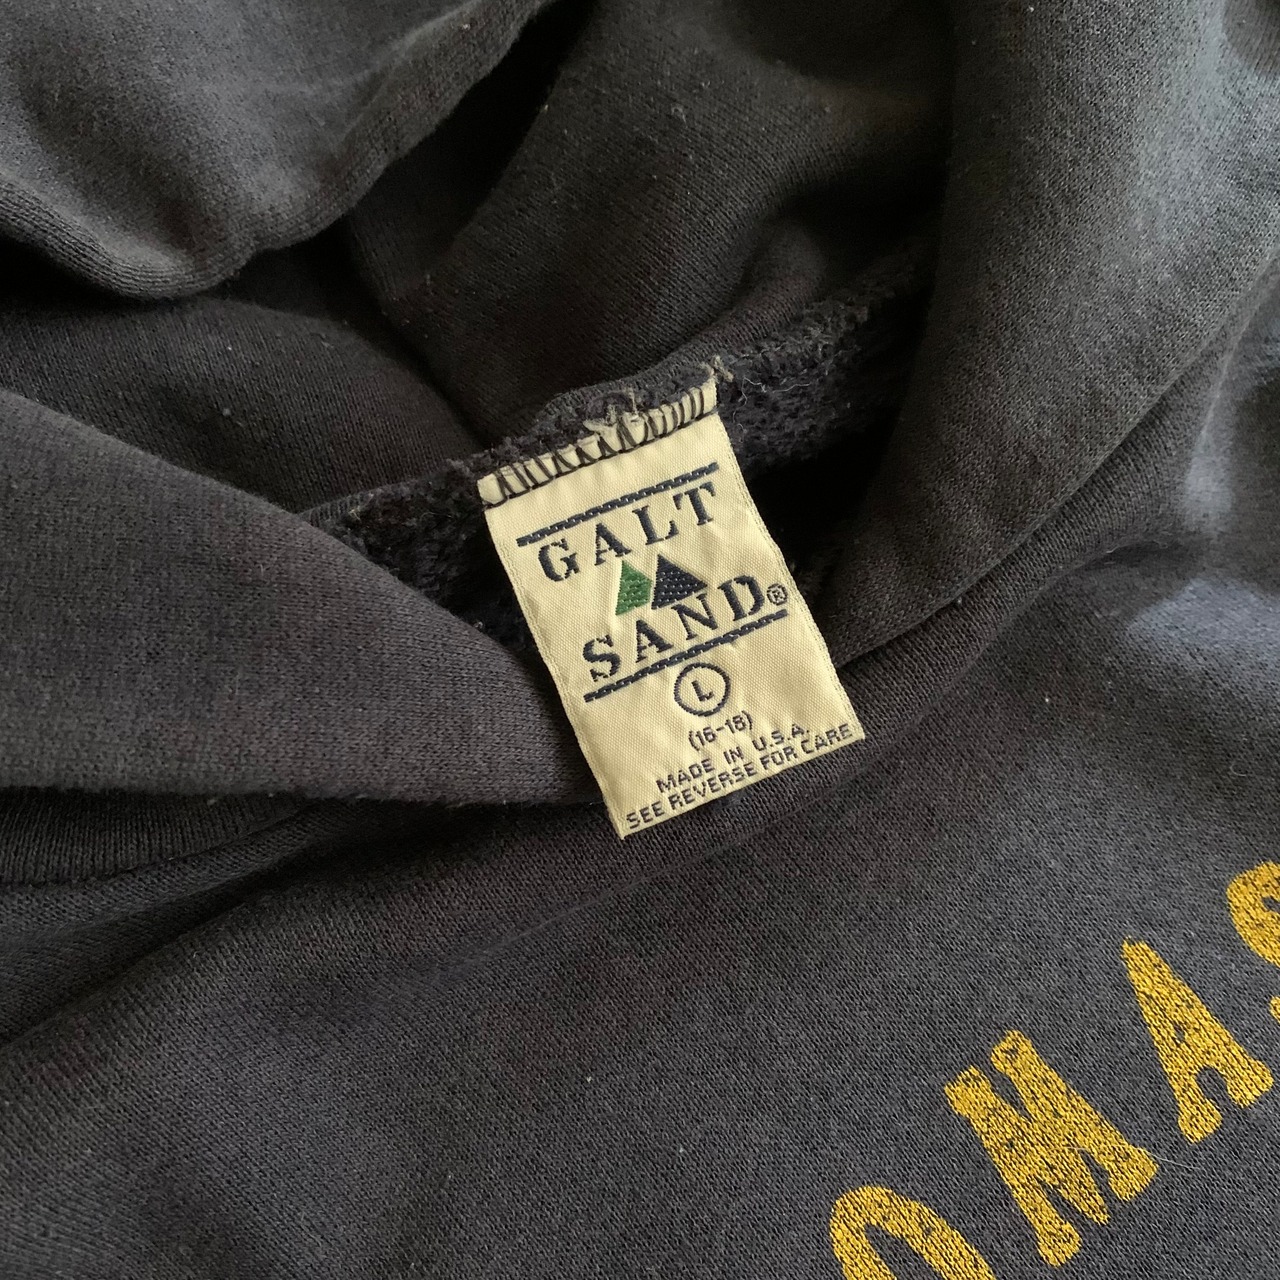 GALT
SAND®
L
(16-18)
MADE IN U.S.A.
SEE REVERSE FOR CARE
OMAS